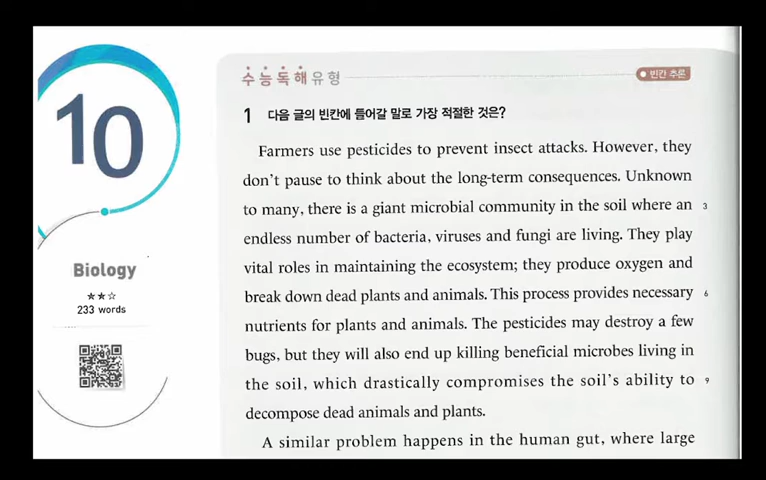 10
Biology
★★☆
233 words
수능독해유형
빈칸 추론
1 다음 글의 빈칸에 들어갈 말로 가장 적절한 것은?
Farmers use pesticides to prevent insect attacks. However, they
don't pause to think about the long-term consequences. Unknown
to many, there is a giant microbial community in the soil where an 3
endless number of bacteria, viruses and fungi are living. They play
vital roles in maintaining the ecosystem; they produce oxygen and
break down dead plants and animals. This process provides necessary 6
nutrients for plants and animals. The pesticides may destroy a few
bugs, but they will also end up killing beneficial microbes living in
the soil, which drastically compromises the soil's ability to 9
decompose dead animals and plants.
A similar problem happens in the human gut, where large